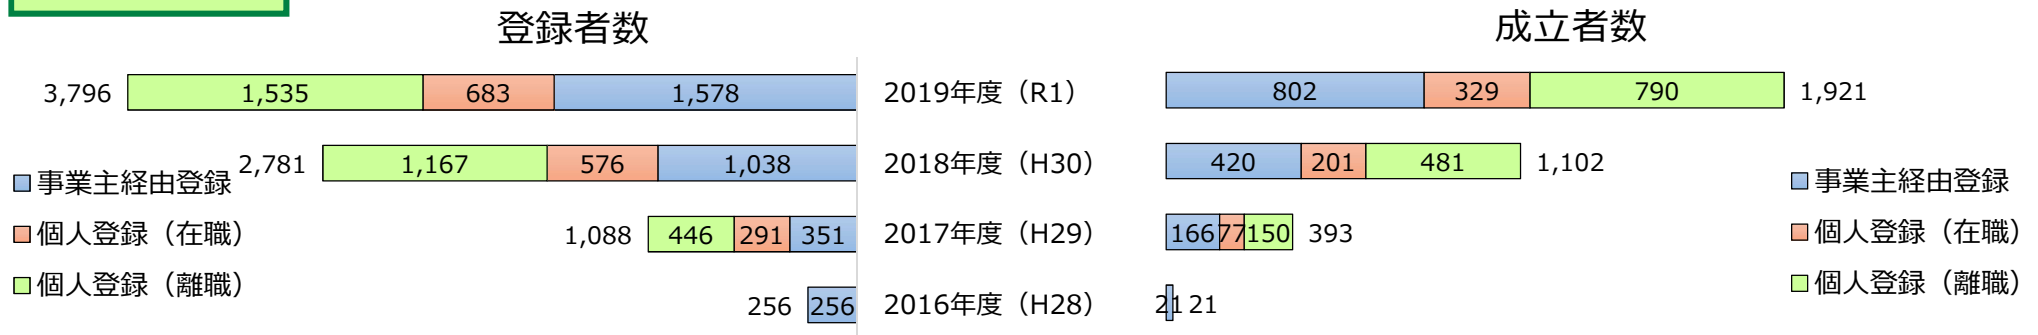 登録者数
成立者数
3,796 1,535 683 1,578 2019年度（R1） 802 329 790 1,921
2,781 1,167 576 1,038 2018年度（H30） 420 201 481 1,102
1,088 446 291 351 2017年度（H29） 166 77 150 393
256 256 2016年度（H28） 21 21
事業主経由登録
個人登録（在職）
個人登録（離職）
事業主経由登録
個人登録（在職）
個人登録（離職）